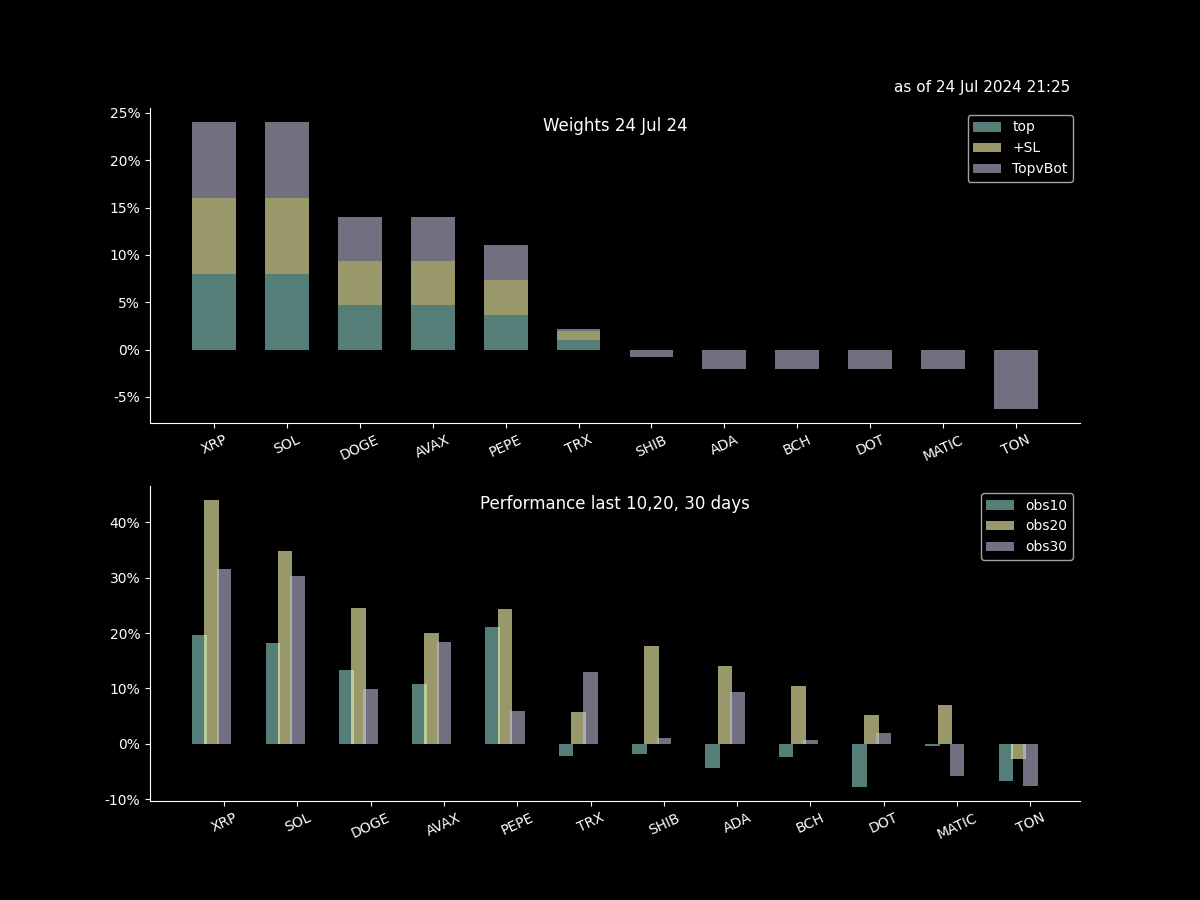 as of 24 Jul 2024 21:25
Weights 24 Jul 24
top
+SL
TopvBot
25%
20%
15%
10%
5%
0%
-5%
XRP SOL DOGE AVAX PEPE TRX SHIB ADA BCH DOT MATIC TON
Performance last 10,20, 30 days
obs10
obs20
obs30
40%
30%
20%
10%
0%
-10%
XRP SOL DOGE AVAX PEPE TRX SHIB ADA BCH DOT MATIC TON